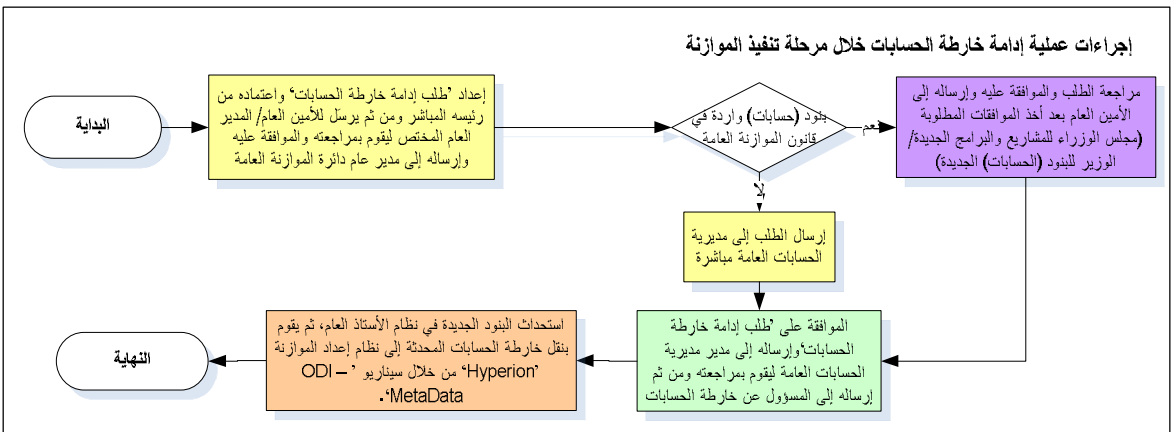 إجراءات عملية إدامة خارطة الحسابات خلال مرحلة تنفيذ الموازنة
البداية
إعداد ’طلب إدامة خارطة الحسابات‘ واعتماده من
رئيسه المباشر ومن ثم يرسَل للأمين العام/ المدير
العام المختص ليقوم بمراجعته والموافقة عليه
وإرساله إلى مدير عام دائرة الموازنة العامة
بنود (حسابات) واردة في
قانون الموازنة العامة
نعم
مراجعة الطلب والموافقة عليه وإرساله إلى
الأمين العام بعد أخذ الموافقات المطلوبة
(مجلس الوزراء للمشاريع والبرامج الجديدة/
الوزير للبنود (الحسابات) الجديدة)
لا
إرسال الطلب إلى مديرية
الحسابات العامة مباشرة
الموافقة على ’طلب إدامة خارطة
الحسابات‘وإرساله إلى مدير مديرية
الحسابات العامة ليقوم بمراجعته ومن ثم
إرساله إلى المسؤول عن خارطة الحسابات
استحداث البنود الجديدة في نظام الأستاذ العام، ثم يقوم
بنقل خارطة الحسابات المحدثة إلى نظام إعداد الموازنة
’Hyperion‘ من خلال سيناريو ’ODI –
MetaData‘.
النهاية